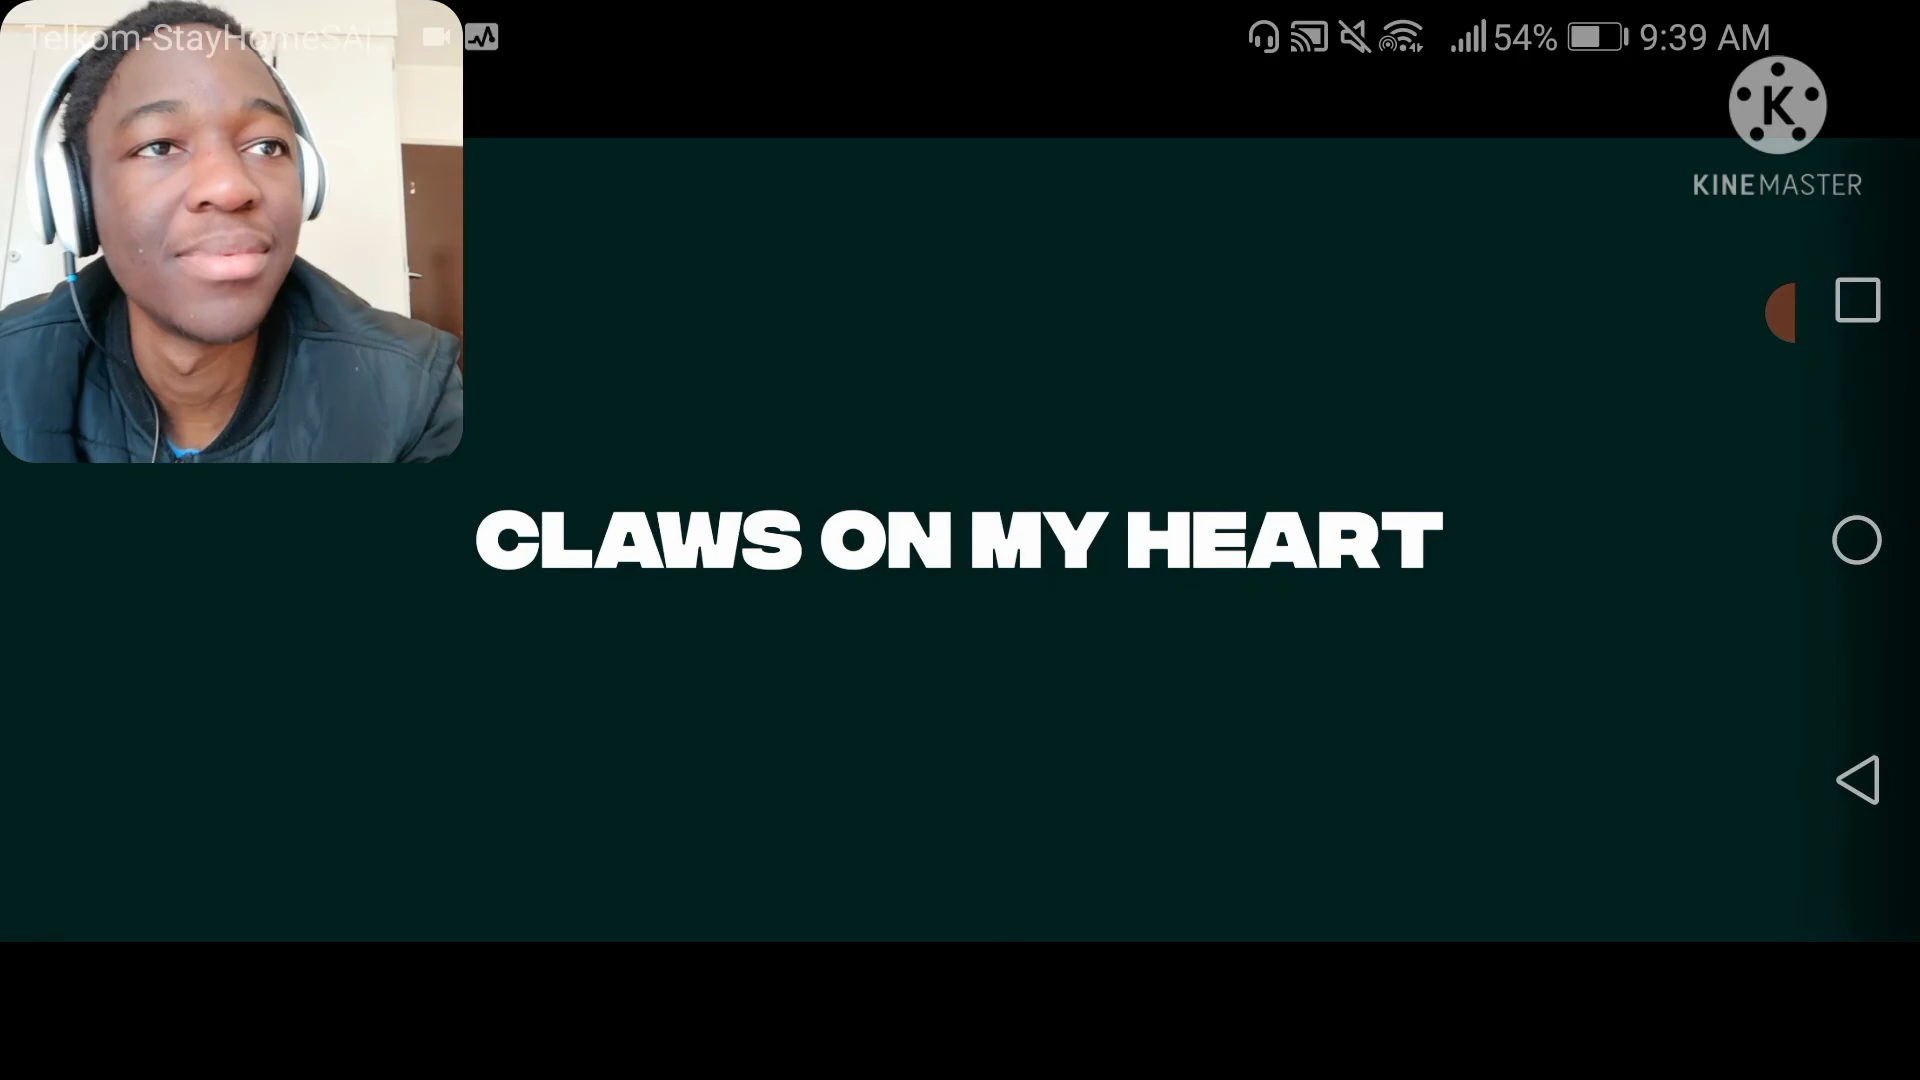 Telkom-StayHomeSA|
54% 9:39 AM
K
KINEMASTER
CLAWS ON MY HEART